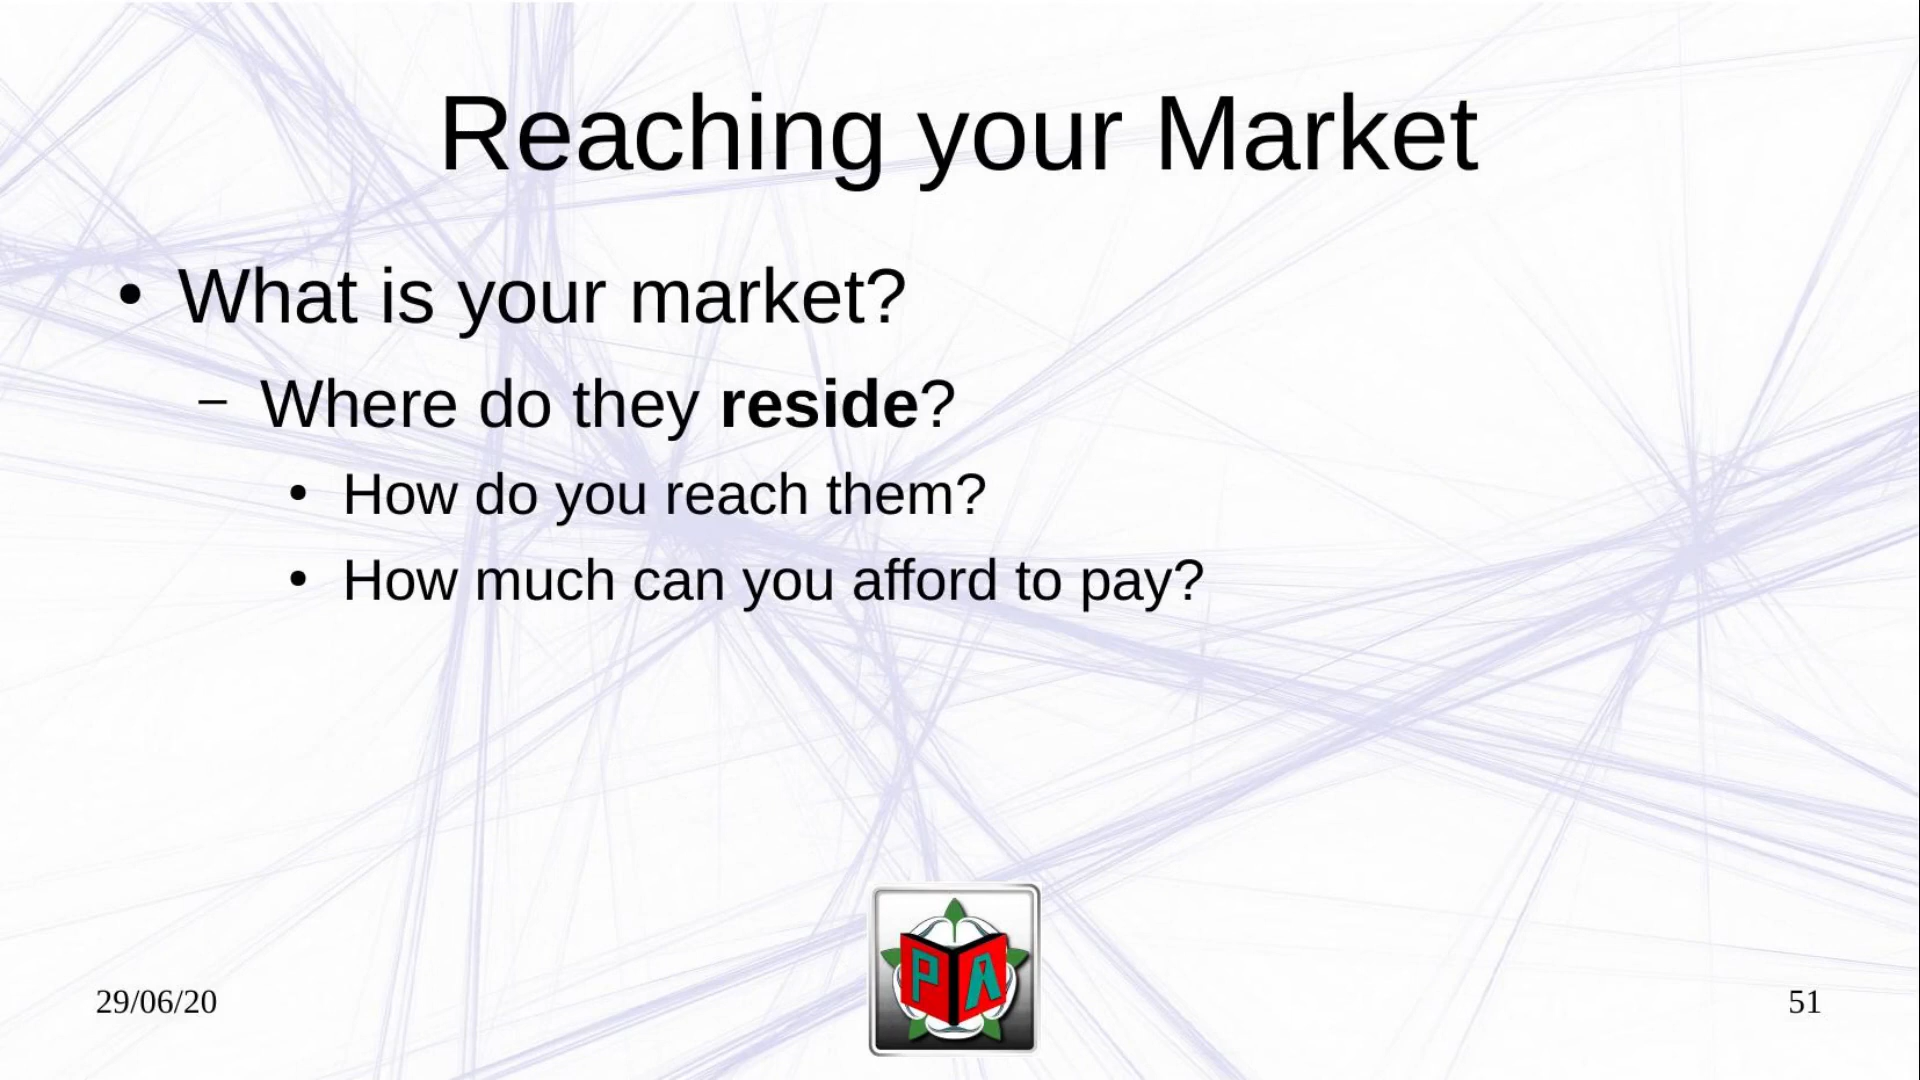 Reaching your Market
• What is your market?
– Where do they reside?
• How do you reach them?
• How much can you afford to pay?
P A
29/06/20
51